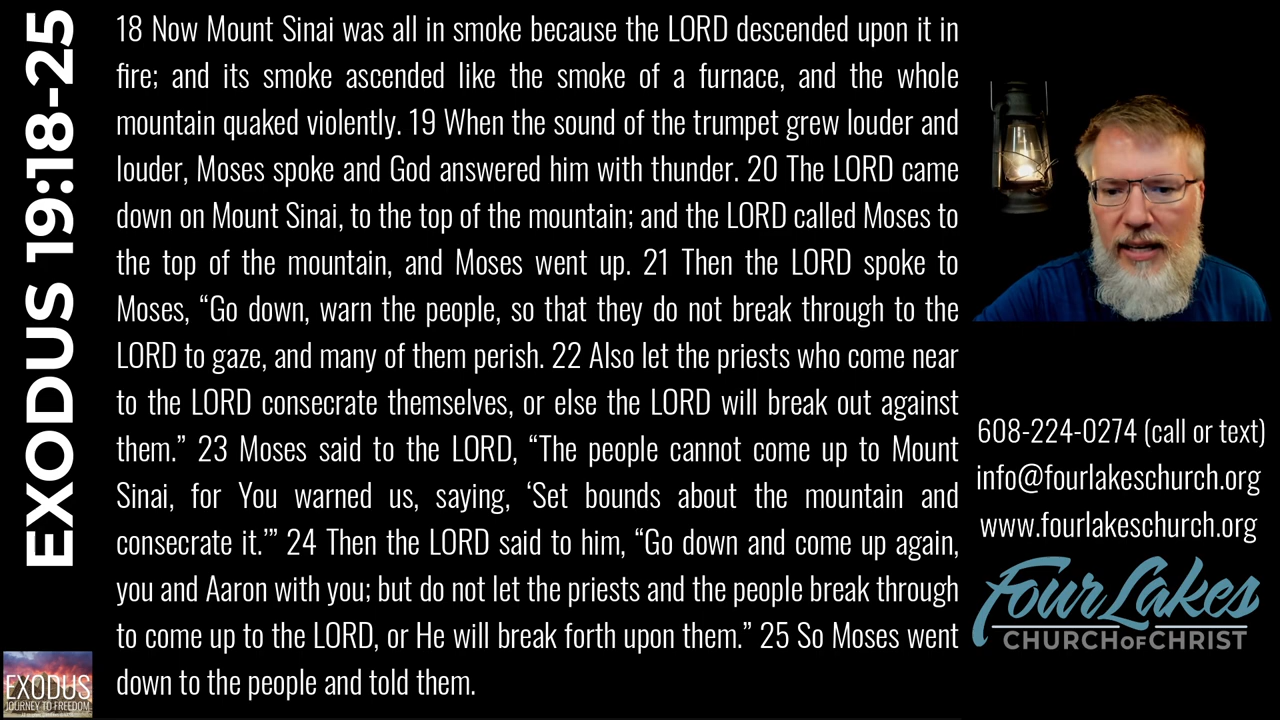 EXODUS 19:18-25
18 Now Mount Sinai was all in smoke because the LORD descended upon it in
fire; and its smoke ascended like the smoke of a furnace, and the whole
mountain quaked violently. 19 When the sound of the trumpet grew louder and
louder, Moses spoke and God answered him with thunder. 20 The LORD came
down on Mount Sinai, to the top of the mountain; and the LORD called Moses to
the top of the mountain, and Moses went up. 21 Then the LORD spoke to
Moses, “Go down, warn the people, so that they do not break through to the
LORD to gaze, and many of them perish. 22 Also let the priests who come near
to the LORD consecrate themselves, or else the LORD will break out against
them.” 23 Moses said to the LORD, “The people cannot come up to Mount
Sinai, for You warned us, saying, ‘Set bounds about the mountain and
consecrate it.’” 24 Then the LORD said to him, “Go down and come up again,
you and Aaron with you; but do not let the priests and the people break through
to come up to the LORD, or He will break forth upon them.” 25 So Moses went
down to the people and told them.
608-224-0274 (call or text)
info@fourlakeschurch.org
www.fourlakeschurch.org
Four Lakes
CHURCH OF CHRIST
EXODUS
JOURNEY TO FREEDOM